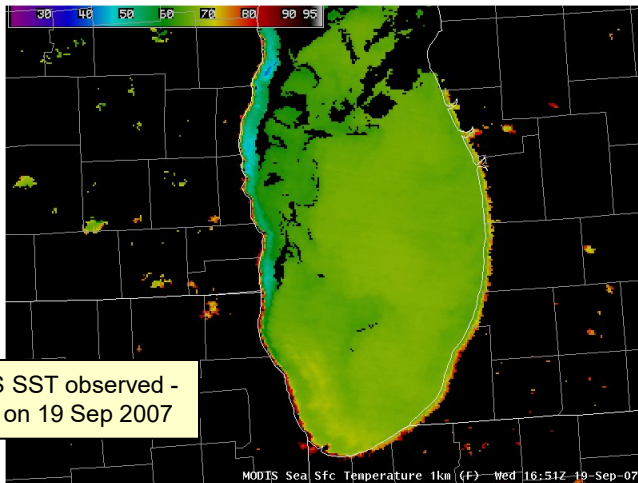 30 40 50 60 70 80 90 95
S SST observed -
on 19 Sep 2007
MODIS Sea Sfc Temperature 1km (F) Wed 16:51Z 19-Sep-07